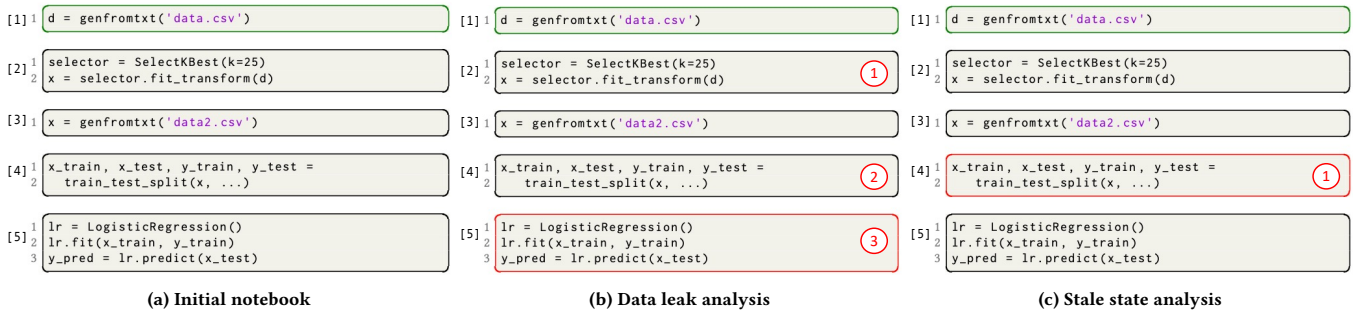 [1] 1 d = genfromtxt('data.csv')
[2] 1 selector = SelectKBest(k=25)
2 x = selector.fit_transform(d)
[3] 1 x = genfromtxt('data2.csv')
[4] 1 x_train, x_test, y_train, y_test =
2 train_test_split(x, ...)
[5] 1 lr = LogisticRegression()
2 lr.fit(x_train, y_train)
3 y_pred = lr.predict(x_test)
(a) Initial notebook
[1] 1 d = genfromtxt('data.csv')
[2] 1 selector = SelectKBest(k=25)
2 x = selector.fit_transform(d)
1
[3] 1 x = genfromtxt('data2.csv')
[4] 1 x_train, x_test, y_train, y_test =
2 train_test_split(x, ...)
2
[5] 1 lr = LogisticRegression()
2 lr.fit(x_train, y_train)
3 y_pred = lr.predict(x_test)
3
(b) Data leak analysis
[1] 1 d = genfromtxt('data.csv')
[2] 1 selector = SelectKBest(k=25)
2 x = selector.fit_transform(d)
[3] 1 x = genfromtxt('data2.csv')
[4] 1 x_train, x_test, y_train, y_test =
2 train_test_split(x, ...)
1
[5] 1 lr = LogisticRegression()
2 lr.fit(x_train, y_train)
3 y_pred = lr.predict(x_test)
(c) Stale state analysis